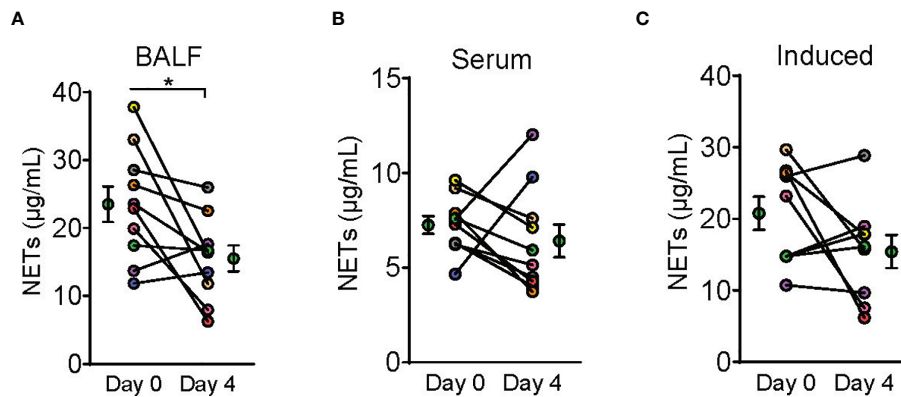 A
BALF
*
NETs (µg/mL)
40
30
20
10
0
Day 0 Day 4
B
Serum
NETs (µg/mL)
15
10
5
0
Day 0 Day 4
C
Induced
NETs (µg/mL)
40
30
20
10
0
Day 0 Day 4